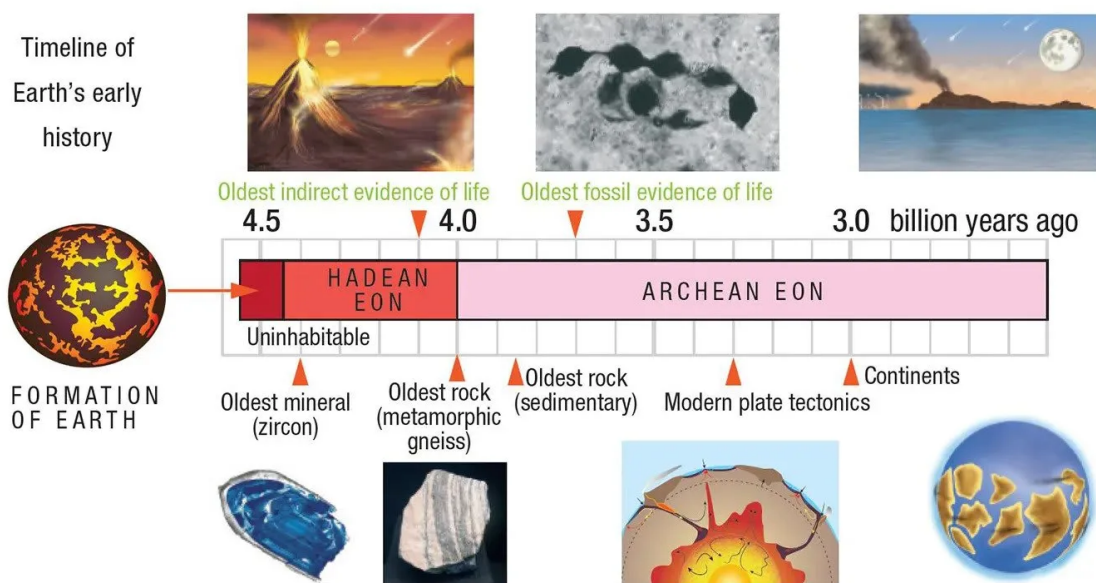 Timeline of
Earth's early
history
Oldest indirect evidence of life
Oldest fossil evidence of life
4.5
4.0
3.5
3.0
billion years ago
HADEAN
EON
ARCHEAN EON
Uninhabitable
FORMATION
OF EARTH
Oldest mineral
(zircon)
Oldest rock
(metamorphic
gneiss)
Oldest rock
(sedimentary)
Modern plate tectonics
Continents